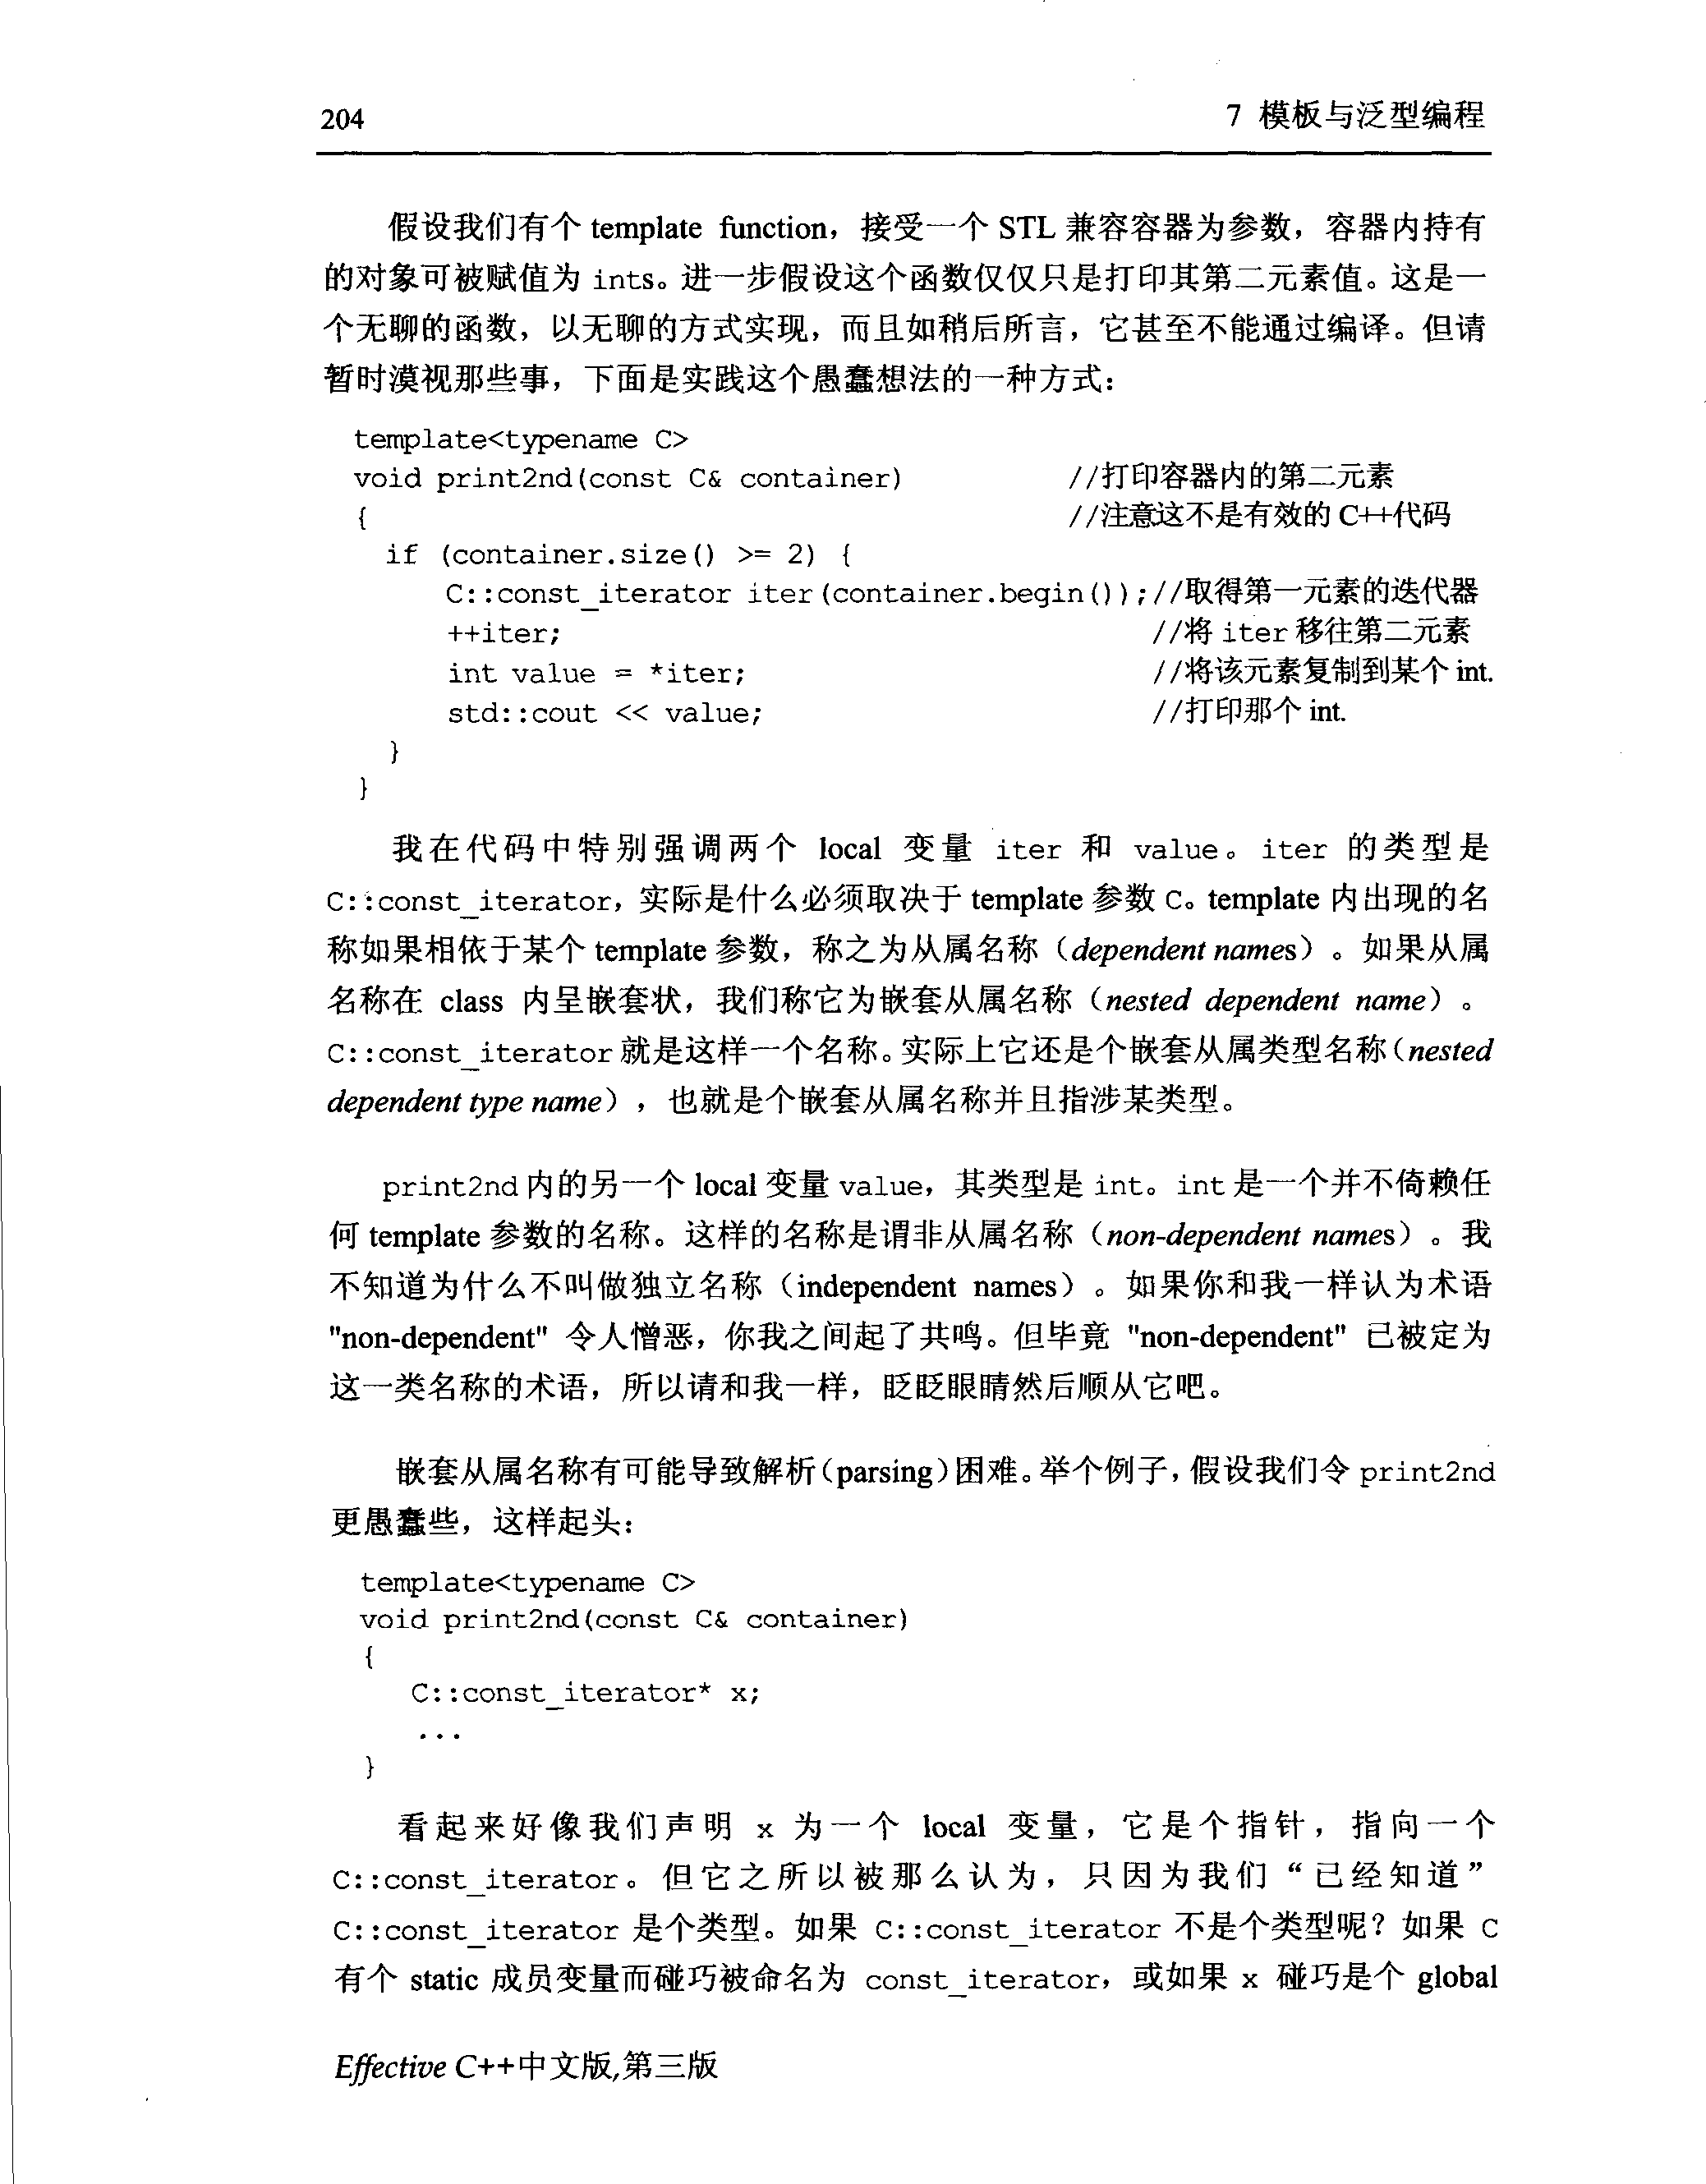 204
7 模板与泛型编程
假设我们有个 template function，接受一个 STL 兼容容器为参数，容器内持有
的对象可被赋值为 ints。进一步假设这个函数仅仅只是打印其第二元素值。这是一
个无聊的函数，以无聊的方式实现，而且如稍后所言，它甚至不能通过编译。但请
暂时漠视那些事，下面是实践这个愚蠢想法的一种方式：
template<typename C>
void print2nd(const C& container) //打印容器内的第二元素
{ //注意这不是有效的 C++代码
if (container.size() >= 2) {
C::const_iterator iter(container.begin());//取得第一元素的迭代器
++iter; //将 iter 移往第二元素
int value = *iter; //将该元素复制到某个 int.
std::cout << value; //打印那个 int.
}
}
我在代码中特别强调两个 local 变量 iter 和 value。iter 的类型是
C::const_iterator，实际是什么必须取决于 template 参数 C。template 内出现的名
称如果相依于某个 template 参数，称之为从属名称（dependent names）。如果从属
名称在 class 内呈嵌套状，我们称它为嵌套从属名称（nested dependent name）。
C::const_iterator 就是这样一个名称。实际上它还是个嵌套从属类型名称（nested
dependent type name），也就是个嵌套从属名称并且指涉某类型。
print2nd 内的另一个 local 变量 value，其类型是 int。int 是一个并不倚赖任
何 template 参数的名称。这样的名称是谓非从属名称（non-dependent names）。我
不知道为什么不叫做独立名称（independent names）。如果你和我一样认为术语
"non-dependent" 令人憎恶，你我之间起了共鸣。但毕竟 "non-dependent" 已被定为
这一类名称的术语，所以请和我一样，眨眨眼睛然后顺从它吧。
嵌套从属名称有可能导致解析（parsing）困难。举个例子，假设我们令 print2nd
更愚蠢些，这样起头：
template<typename C>
void print2nd(const C& container)
{
C::const_iterator* x;
...
}
看起来好像我们声明 x 为一个 local 变量，它是个指针，指向一个
C::const_iterator。但它之所以被那么认为，只因为我们“已经知道”
C::const_iterator 是个类型。如果 C::const_iterator 不是个类型呢？如果 C
有个 static 成员变量而碰巧被命名为 const_iterator，或如果 x 碰巧是个 global
Effective C++中文版,第三版